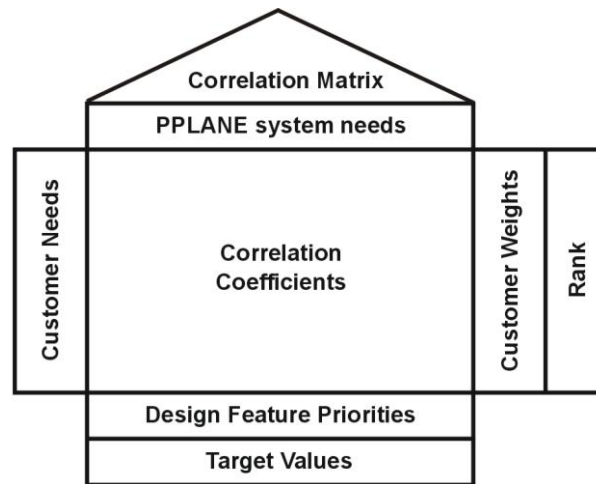 Correlation Matrix
PPLANE system needs
Customer Needs
Correlation
Coefficients
Customer Weights
Rank
Design Feature Priorities
Target Values